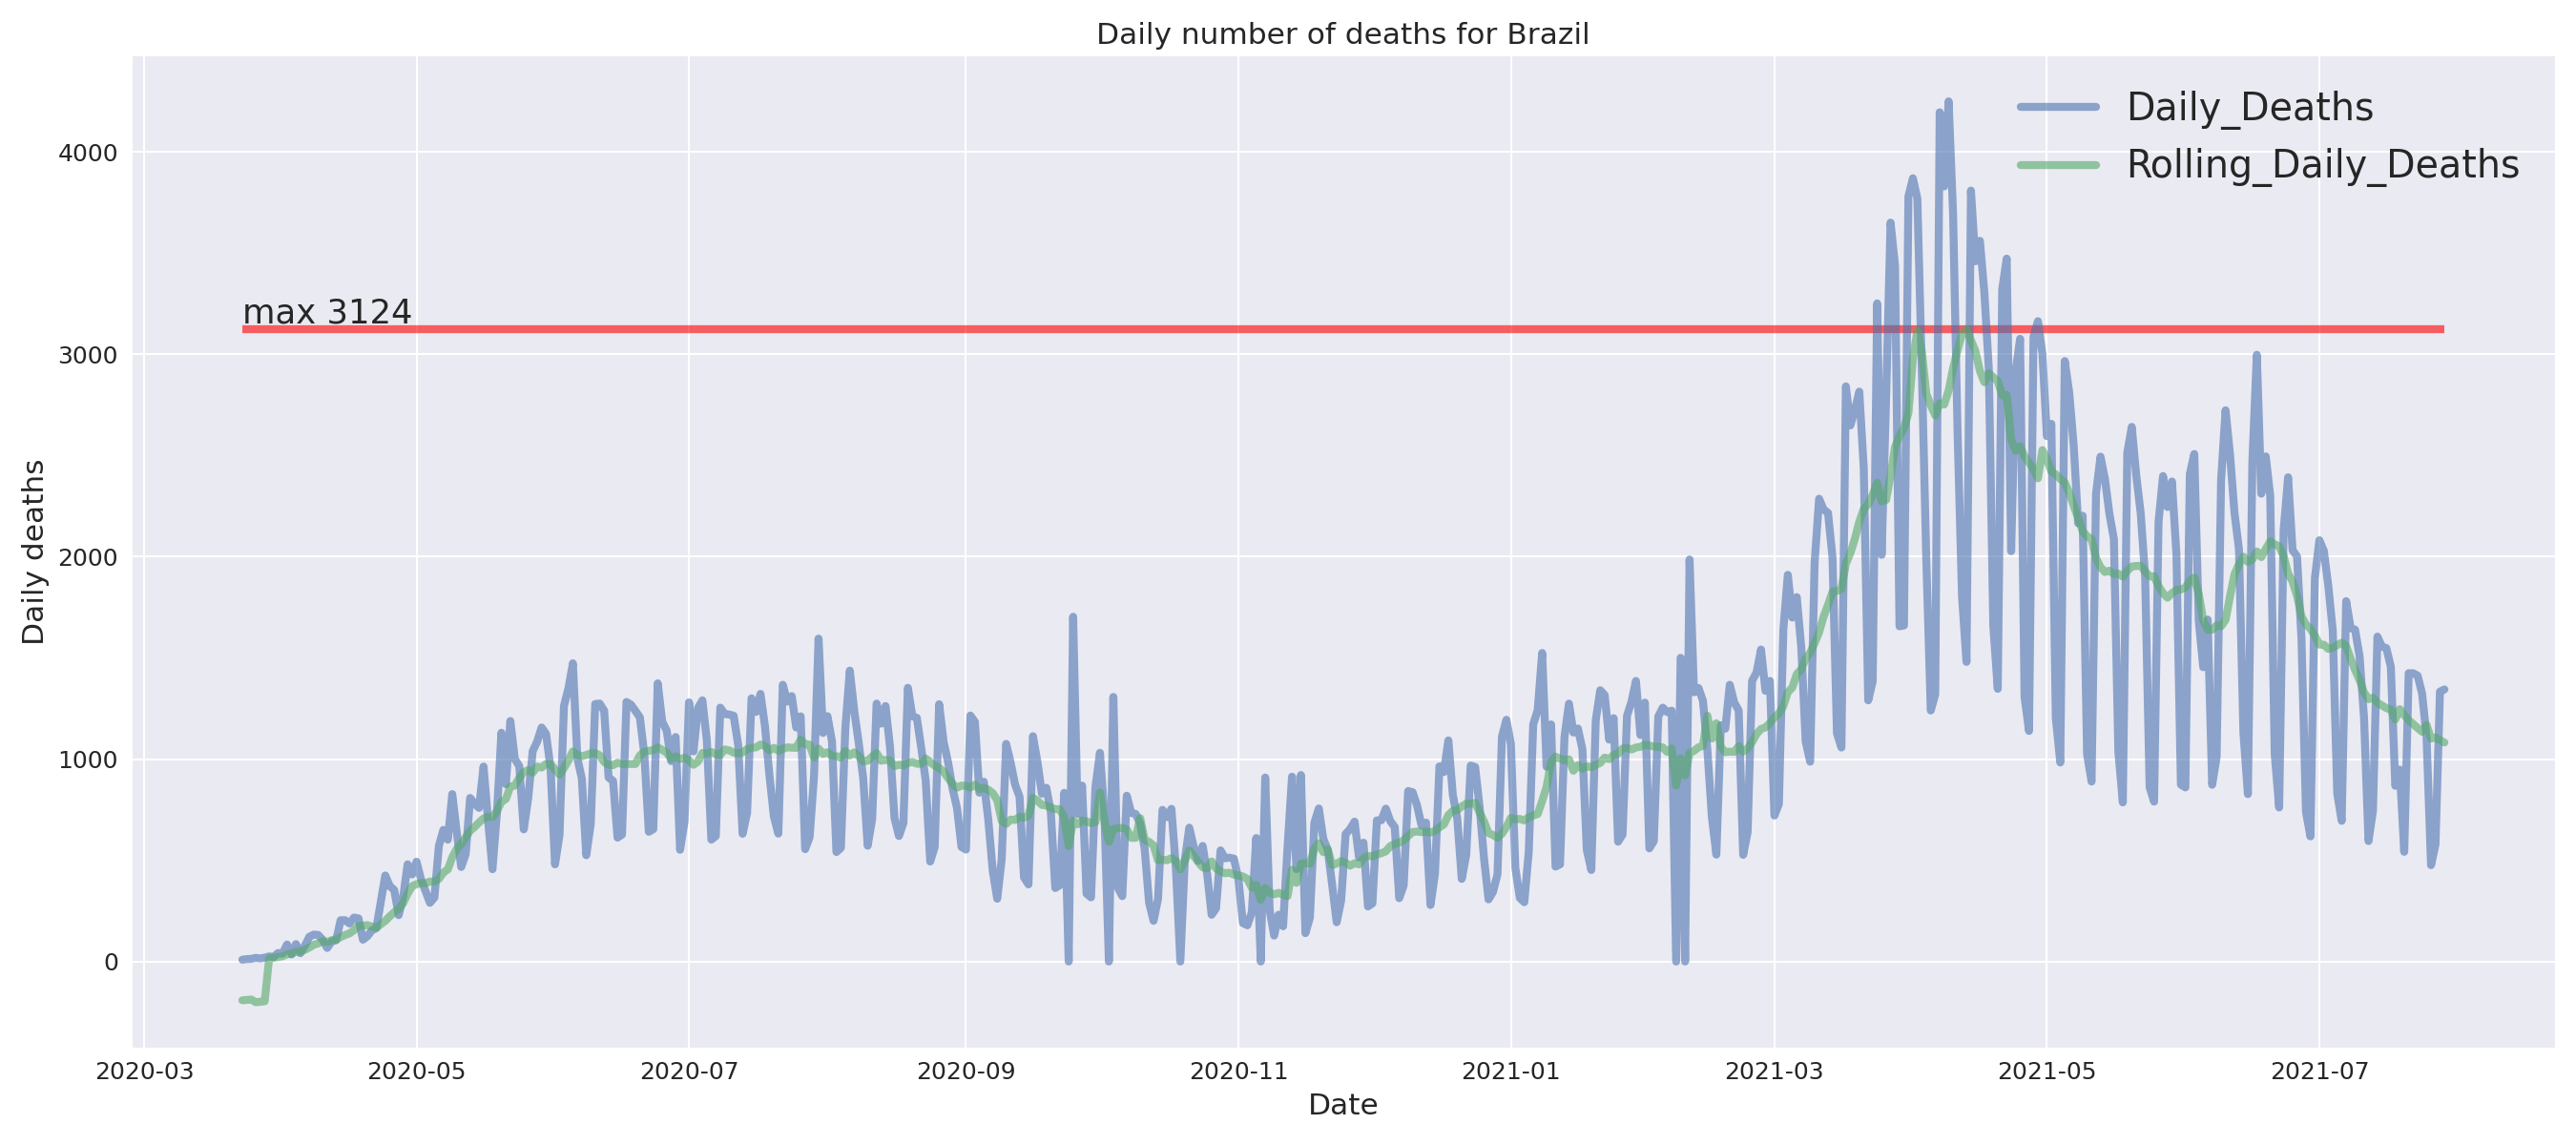 Daily number of deaths for Brazil
Daily_Deaths
Rolling_Daily_Deaths
max 3124
Daily deaths
4000
3000
2000
1000
0
2020-03 2020-05 2020-07 2020-09 2020-11 2021-01 2021-03 2021-05 2021-07
Date